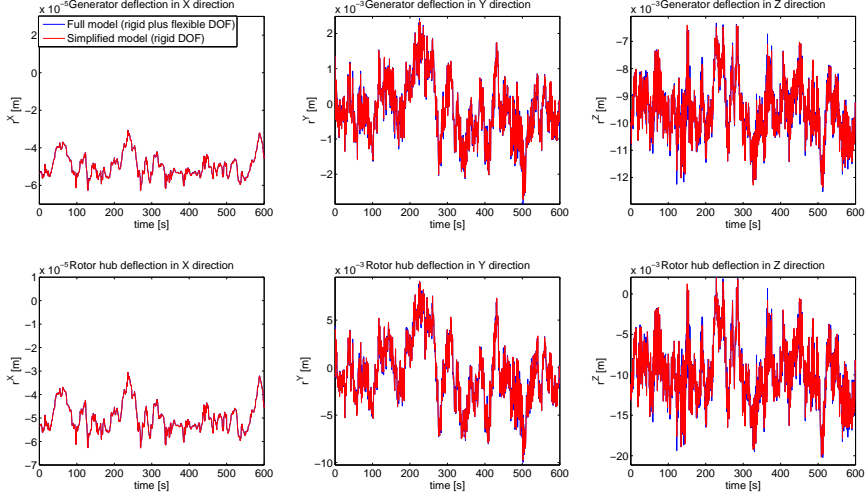 x 10⁻⁵ Generator deflection in X direction
Full model (rigid plus flexible DOF)
Simplified model (rigid DOF)
r^X [m]
2
0
−2
−4
−6
0 100 200 300 400 500 600
time [s]
x 10⁻³ Generator deflection in Y direction
r^Y [m]
2
1
0
−1
−2
0 100 200 300 400 500 600
time [s]
x 10⁻³ Generator deflection in Z direction
r^Z [m]
−7
−8
−9
−10
−11
−12
−13
0 100 200 300 400 500 600
time [s]
x 10⁻⁵ Rotor hub deflection in X direction
r^X [m]
1
0
−1
−2
−3
−4
−5
−6
−7
0 100 200 300 400 500 600
time [s]
x 10⁻³ Rotor hub deflection in Y direction
r^Y [m]
5
0
−5
−10
0 100 200 300 400 500 600
time [s]
x 10⁻³ Rotor hub deflection in Z direction
r^Z [m]
0
−5
−10
−15
−20
0 100 200 300 400 500 600
time [s]